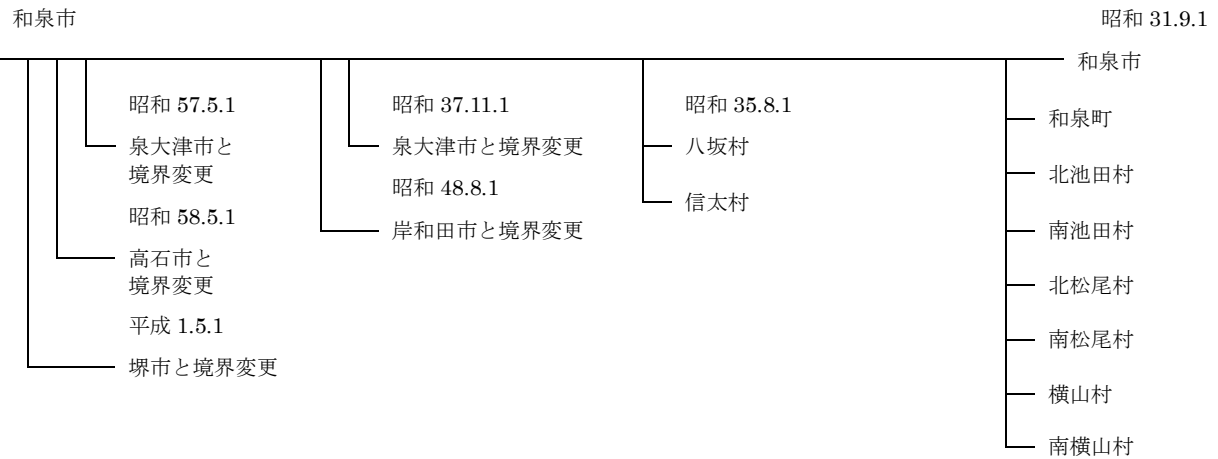 和泉市
昭和 31.9.1
和泉市
昭和 57.5.1
泉大津市と
境界変更
昭和 58.5.1
高石市と
境界変更
平成 1.5.1
堺市と境界変更
昭和 37.11.1
泉大津市と境界変更
昭和 48.8.1
岸和田市と境界変更
昭和 35.8.1
八坂村
信太村
和泉町
北池田村
南池田村
北松尾村
南松尾村
横山村
南横山村